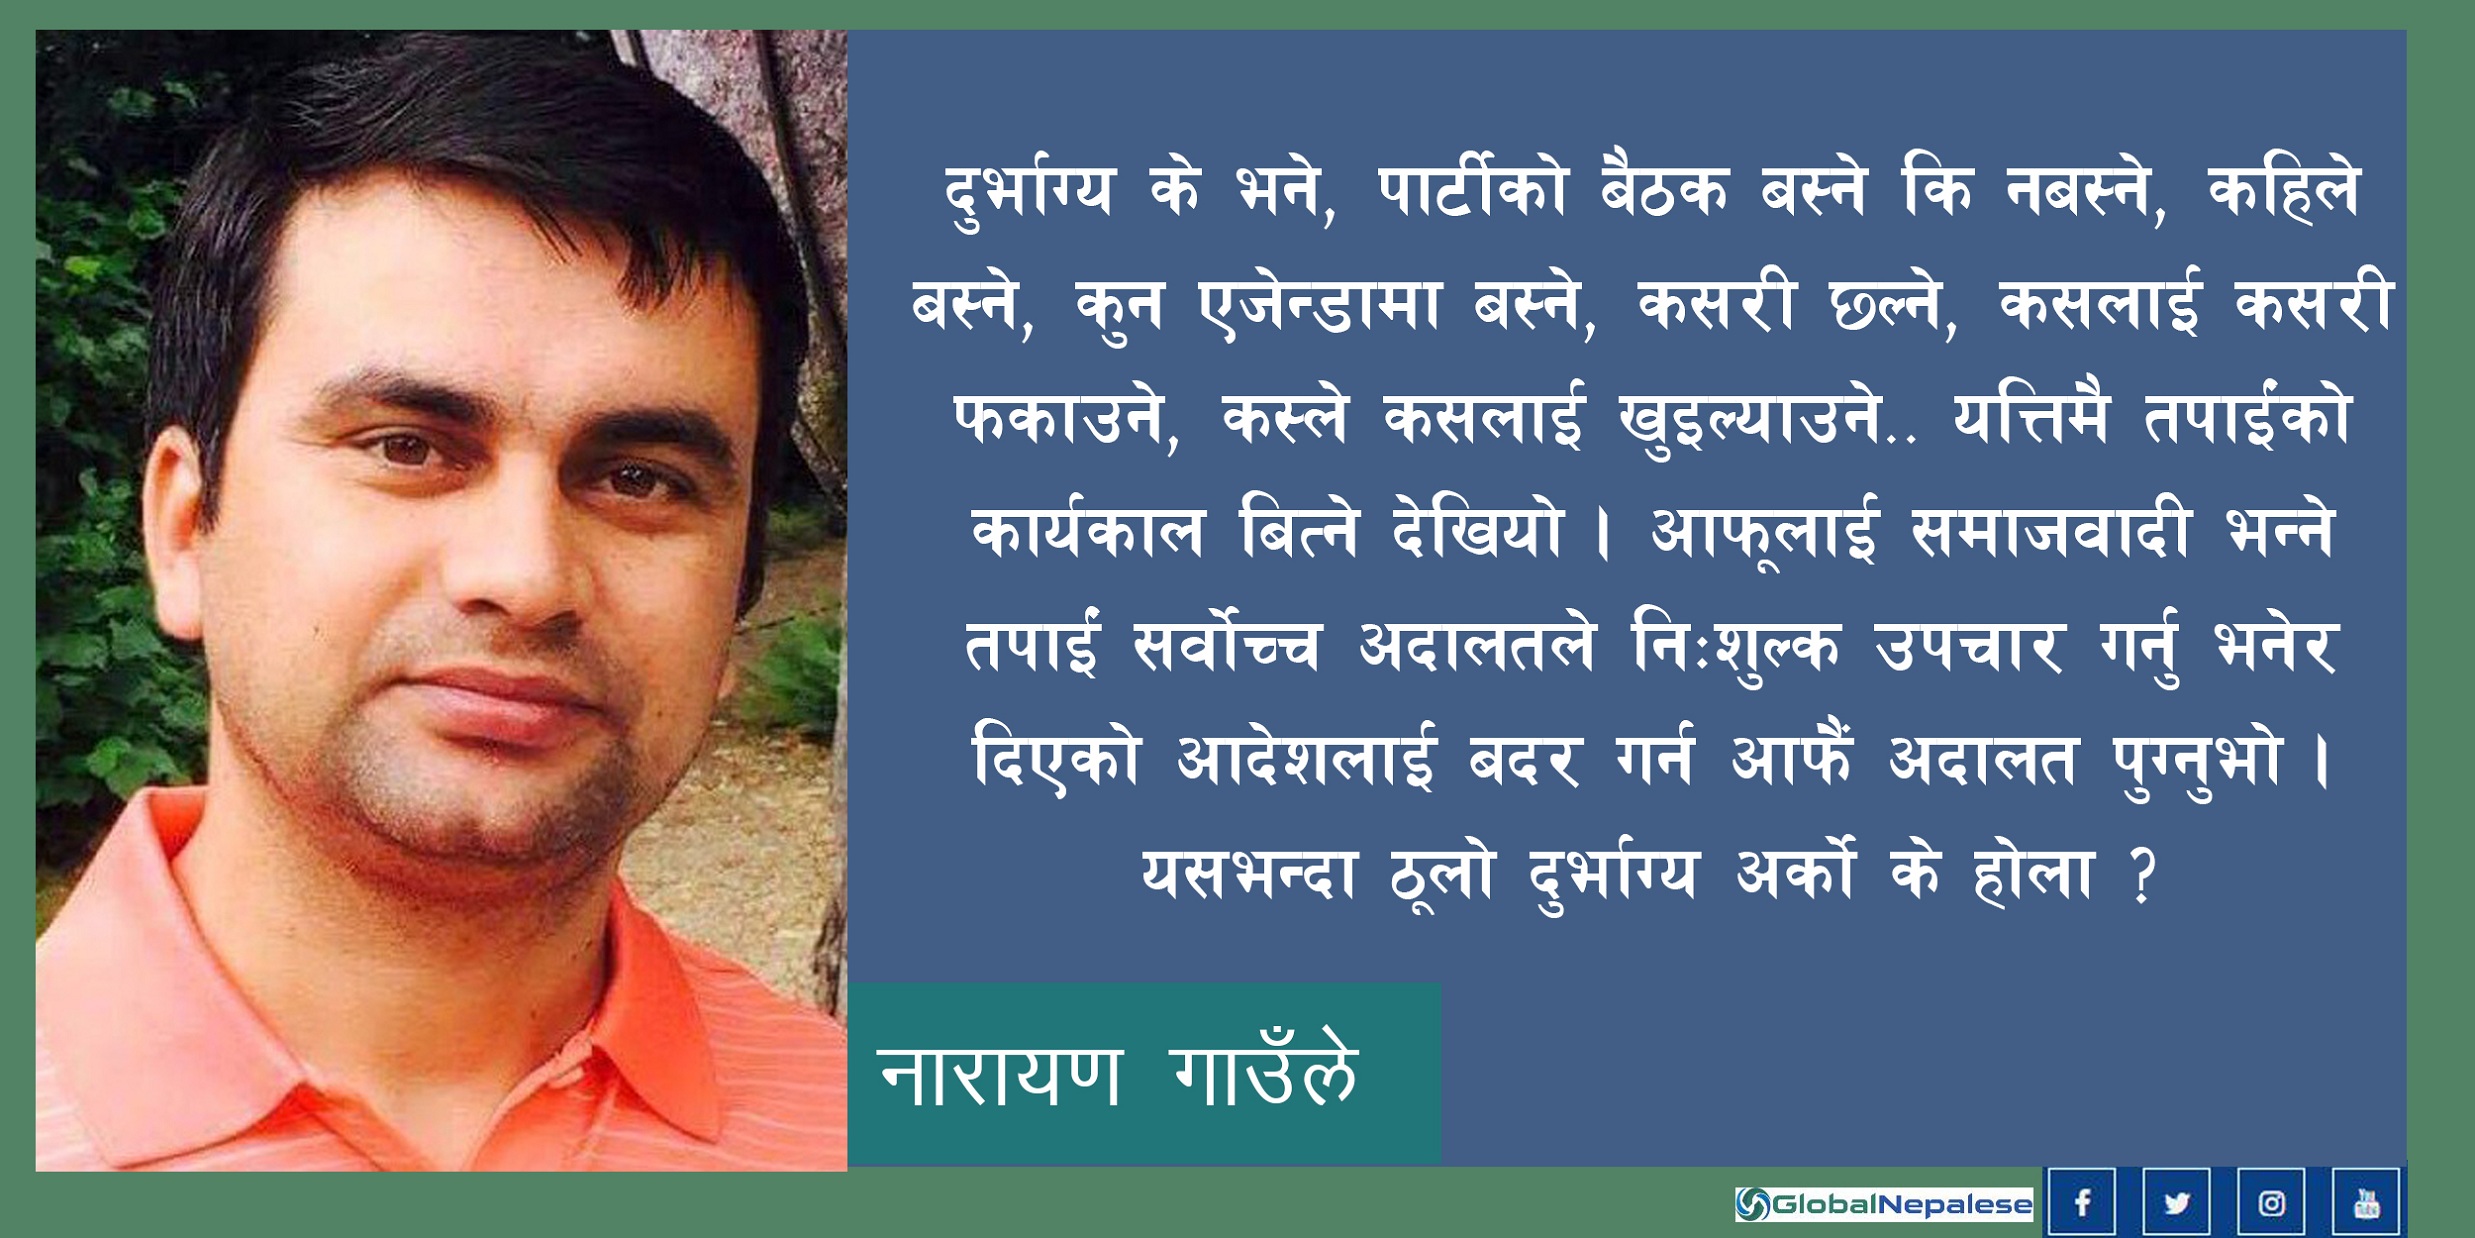 दुर्भाग्य के भने, पार्टीको बैठक बस्ने कि नबस्ने, कहिले
बस्ने, कुन एजेन्डामा बस्ने, कसरी छल्ने, कसलाई कसरी
फकाउने, कस्ले कसलाई खुइल्याउने.. यत्तिमै तपाईंको
कार्यकाल बित्ने देखियो । आफूलाई समाजवादी भन्ने
तपाईं सर्वोच्च अदालतले निःशुल्क उपचार गर्नु भनेर
दिएको आदेशलाई बदर गर्न आफैं अदालत पुग्नुभो ।
यसभन्दा ठूलो दुर्भाग्य अर्को के होला ?
नारायण गाउँले
GlobalNepalese